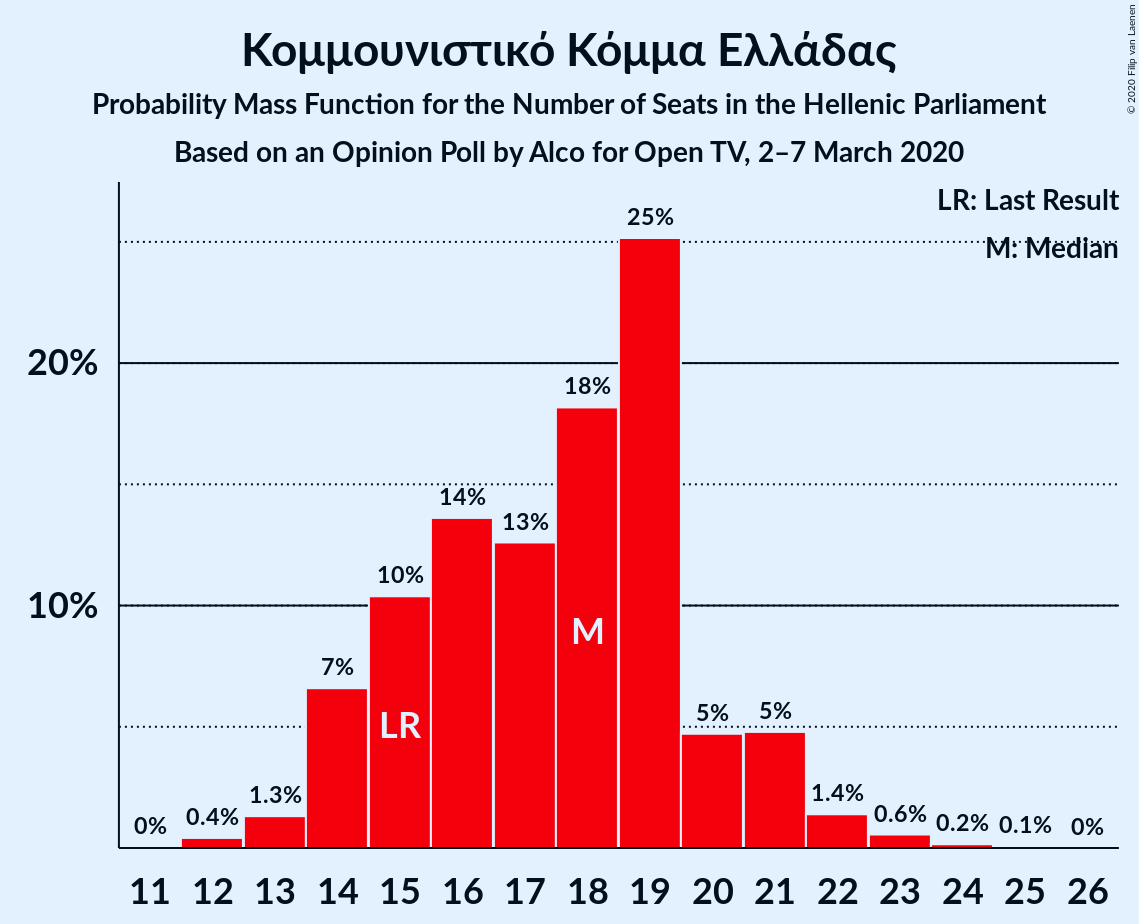 Κομμουνιστικό Κόμμα Ελλάδας
Probability Mass Function for the Number of Seats in the Hellenic Parliament
Based on an Opinion Poll by Alco for Open TV, 2–7 March 2020
© 2020 Filip van Laenen
LR: Last Result
M: Median
20%
10%
0%
0.4%
1.3%
7%
10%
14%
13%
18%
25%
5%
5%
1.4%
0.6%
0.2%
0.1%
0%
LR
M
11 12 13 14 15 16 17 18 19 20 21 22 23 24 25 26